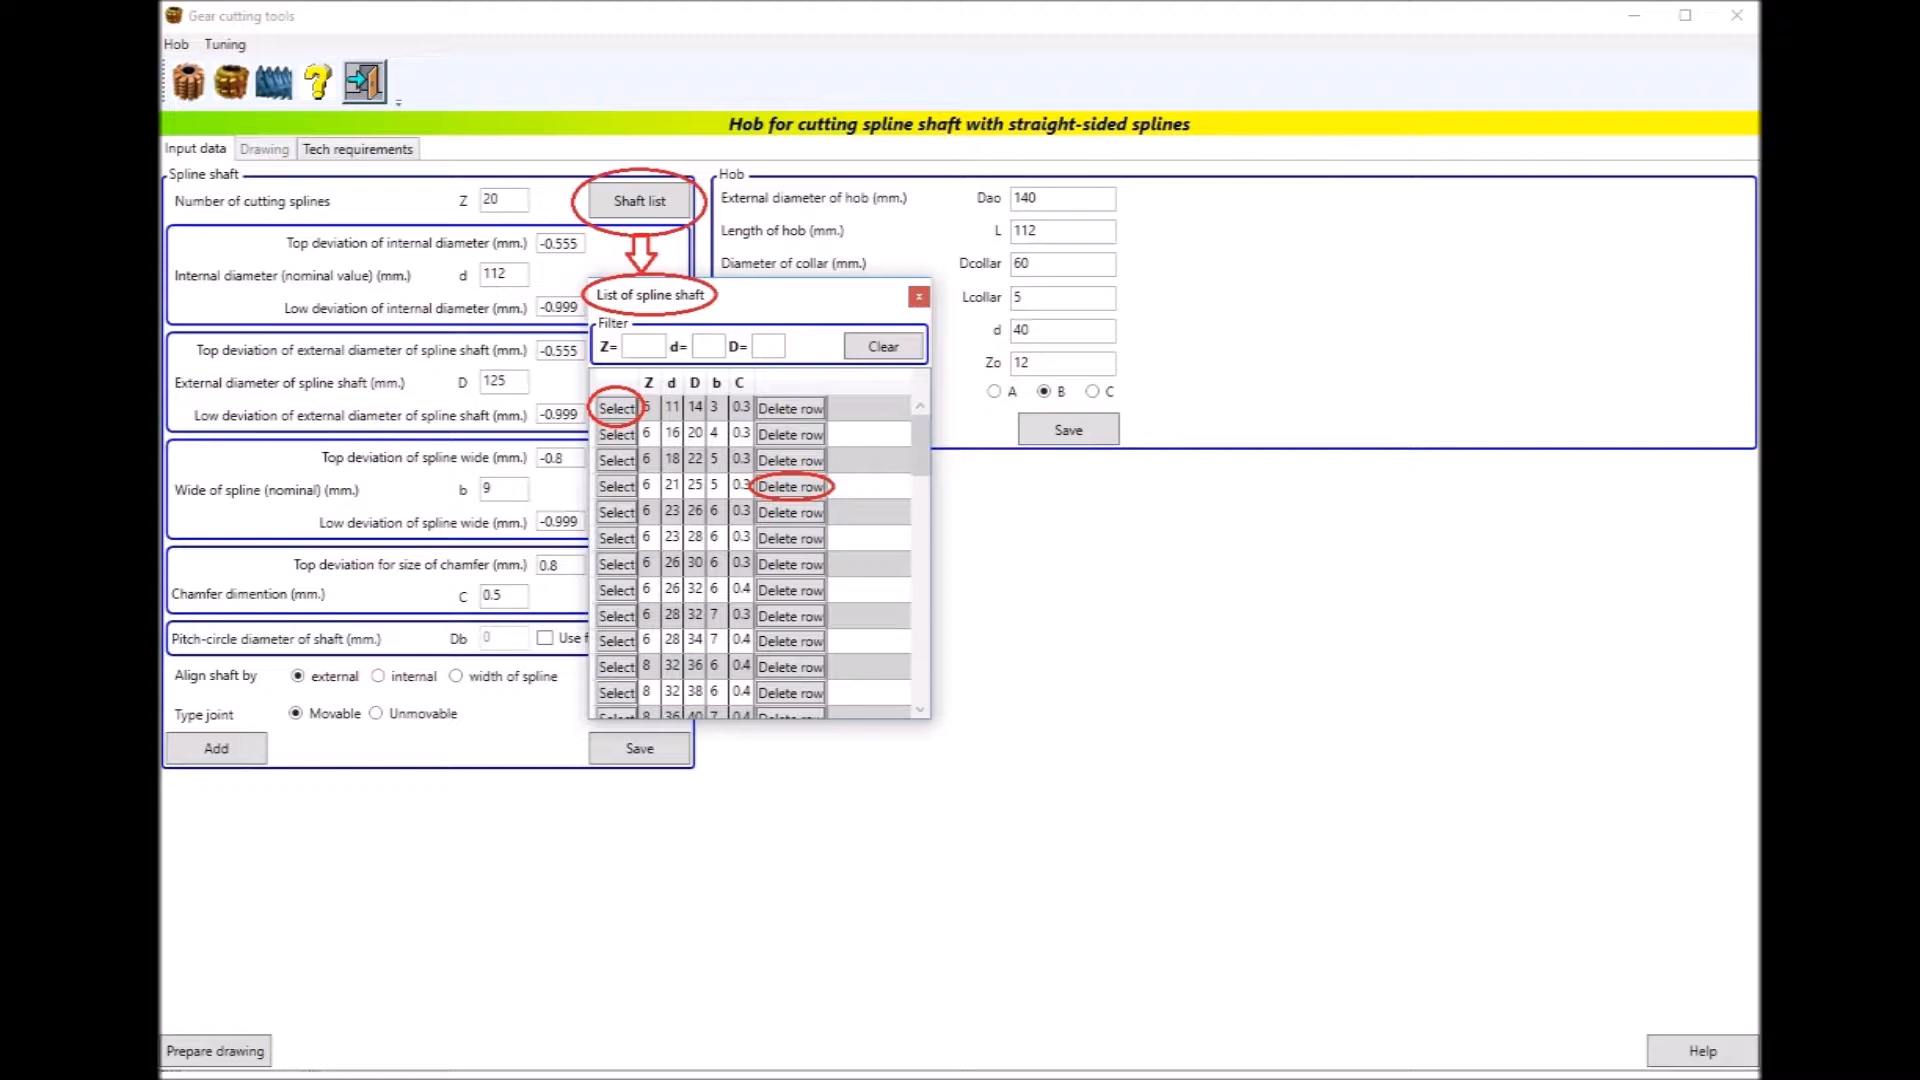 Gear cutting tools
Hob Tuning
Hob for cutting spline shaft with straight-sided splines
Input data Drawing Tech requirements
Spline shaft
Number of cutting splines Z 20 Shaft list
Top deviation of internal diameter (mm.) -0.555
Internal diameter (nominal value) (mm.) d 112
Low deviation of internal diameter (mm.) -0.999
Top deviation of external diameter of spline shaft (mm.) -0.555
External diameter of spline shaft (mm.) D 125
Low deviation of external diameter of spline shaft (mm.) -0.999
Top deviation of spline wide (mm.) -0.8
Wide of spline (nominal) (mm.) b 9
Low deviation of spline wide (mm.) -0.999
Top deviation for size of chamfer (mm.) 0.8
Chamfer dimention (mm.) C 0.5
Pitch-circle diameter of shaft (mm.) Db 0 Use
Align shaft by external internal width of spline
Type joint Movable Unmovable
Add Save
Hob
External diameter of hob (mm.) Dao 140
Length of hob (mm.) L 112
Diameter of collar (mm.) Dcollar 60
Lcollar 5
d 40
Zo 12
A B C
Save
List of spline shaft x
Filter
Z= d= D= Clear
Z d D b C
Select 11 14 3 0.3 Delete row
Select 6 16 20 4 0.3 Delete row
Select 6 18 22 5 0.3 Delete row
Select 6 21 25 5 0.3 Delete row
Select 6 23 26 6 0.3 Delete row
Select 6 23 28 6 0.3 Delete row
Select 6 26 30 6 0.3 Delete row
Select 6 26 32 6 0.4 Delete row
Select 6 28 32 7 0.3 Delete row
Select 6 28 34 7 0.4 Delete row
Select 8 32 36 6 0.4 Delete row
Select 8 32 38 6 0.4 Delete row
Select 8 36 40 7 0.4 Delete row
Prepare drawing Help